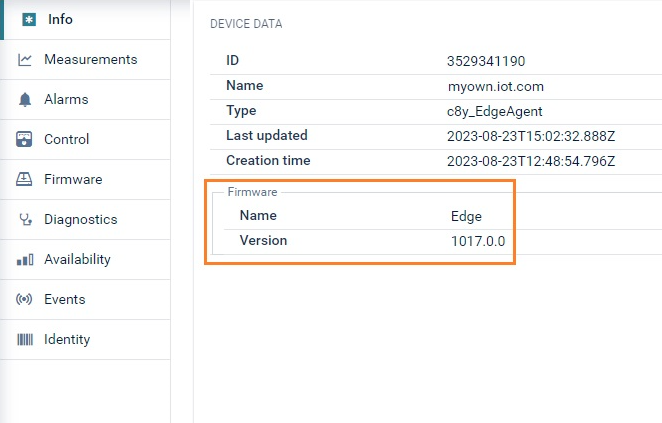 Info
Measurements
Alarms
Control
Firmware
Diagnostics
Availability
Events
Identity
DEVICE DATA
ID 3529341190
Name myown.iot.com
Type c8y_EdgeAgent
Last updated 2023-08-23T15:02:32.888Z
Creation time 2023-08-23T12:48:54.796Z
Firmware
Name Edge
Version 1017.0.0